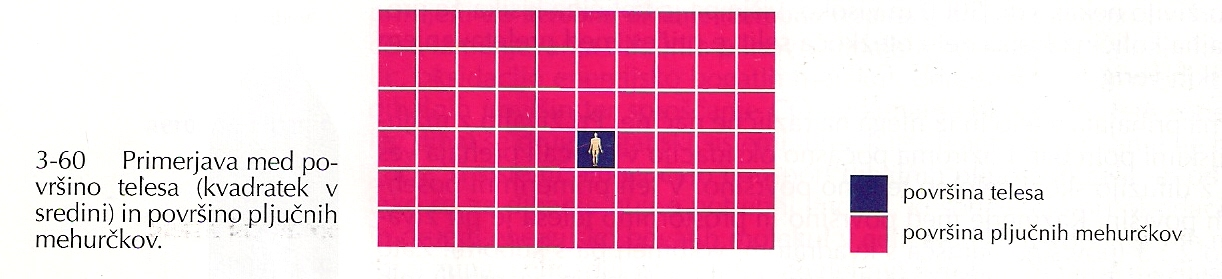 3-60 Primerjava med po-
vršino telesa (kvadratek v
sredini) in površino pljučnih
mehurčkov.
površina telesa
površina pljučnih mehurčkov